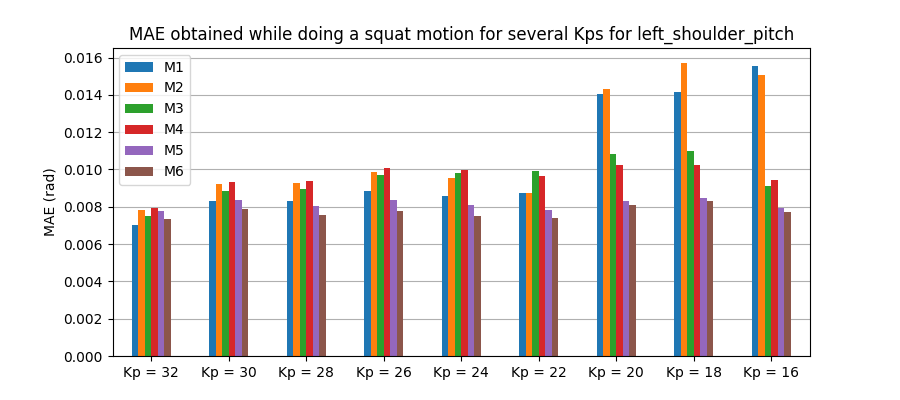 MAE obtained while doing a squat motion for several Kps for left_shoulder_pitch
MAE (rad)
0.016
0.014
0.012
0.010
0.008
0.006
0.004
0.002
0.000
M1
M2
M3
M4
M5
M6
Kp = 32 Kp = 30 Kp = 28 Kp = 26 Kp = 24 Kp = 22 Kp = 20 Kp = 18 Kp = 16